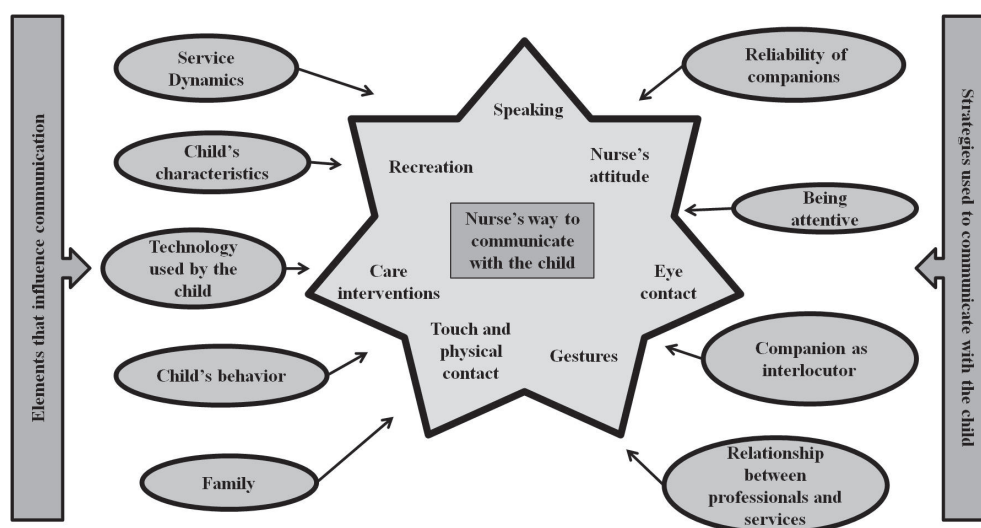 Elements that influence communication
Service
Dynamics
Child's
characteristics
Technology
used by the
child
Child's behavior
Family
Speaking
Recreation
Nurse's
attitude
Nurse's way to
communicate
with the child
Care
interventions
Eye
contact
Touch and
physical
contact
Gestures
Reliability of
companions
Being
attentive
Companion as
interlocutor
Relationship
between
professionals and
services
Strategies used to communicate with the child